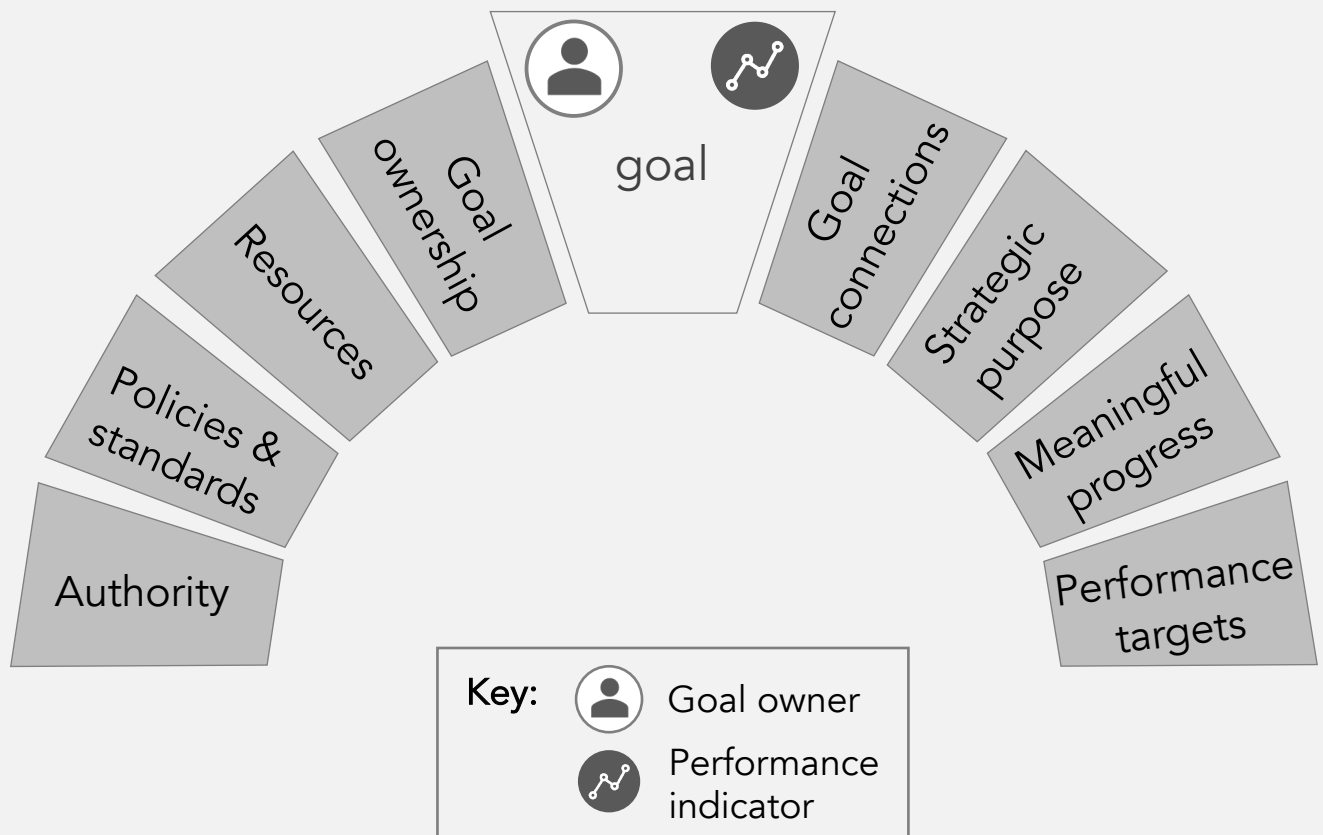 goal
Authority
Policies &
standards
Resources
Goal
ownership
Goal
connections
Strategic
purpose
Meaningful
progress
Performance
targets
Key:
Goal owner
Performance
indicator